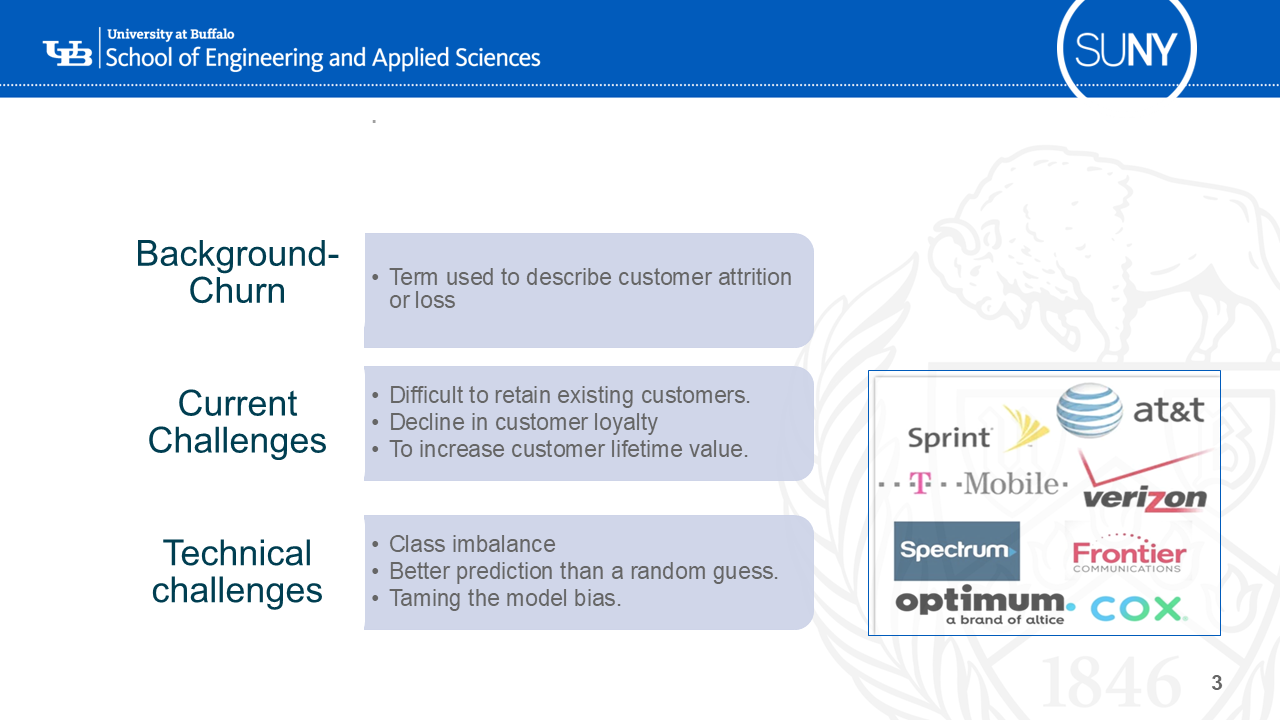 UB
University at Buffalo
School of Engineering and Applied Sciences
SUNY
.
Background-
Churn
• Term used to describe customer attrition
or loss
Current
Challenges
• Difficult to retain existing customers.
• Decline in customer loyalty
• To increase customer lifetime value.
Technical
challenges
• Class imbalance
• Better prediction than a random guess.
• Taming the model bias.
Sprint
at&t
T-Mobile
verizon
Spectrum
Frontier
COMMUNICATIONS
optimum.
a brand of altice
COX
1846
3